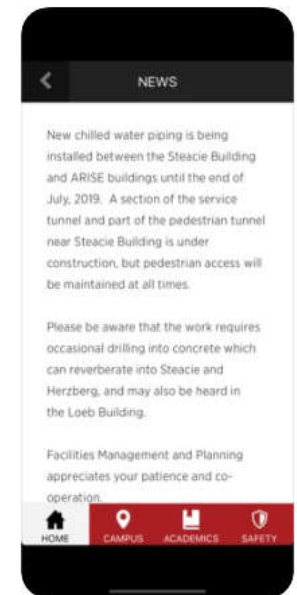 NEWS
New chilled water piping is being
installed between the Steacie Building
and ARISE buildings until the end of
July, 2019. A section of the service
tunnel and part of the pedestrian tunnel
near Steacie Building is under
construction, but pedestrian access will
be maintained at all times.
Please be aware that the work requires
occasional drilling into concrete which
can reverberate into Steacie and
Herzberg, and may also be heard in
the Loeb Building.
Facilities Management and Planning
appreciates your patience and co-
operation.
HOME CAMPUS ACADEMICS SAFETY